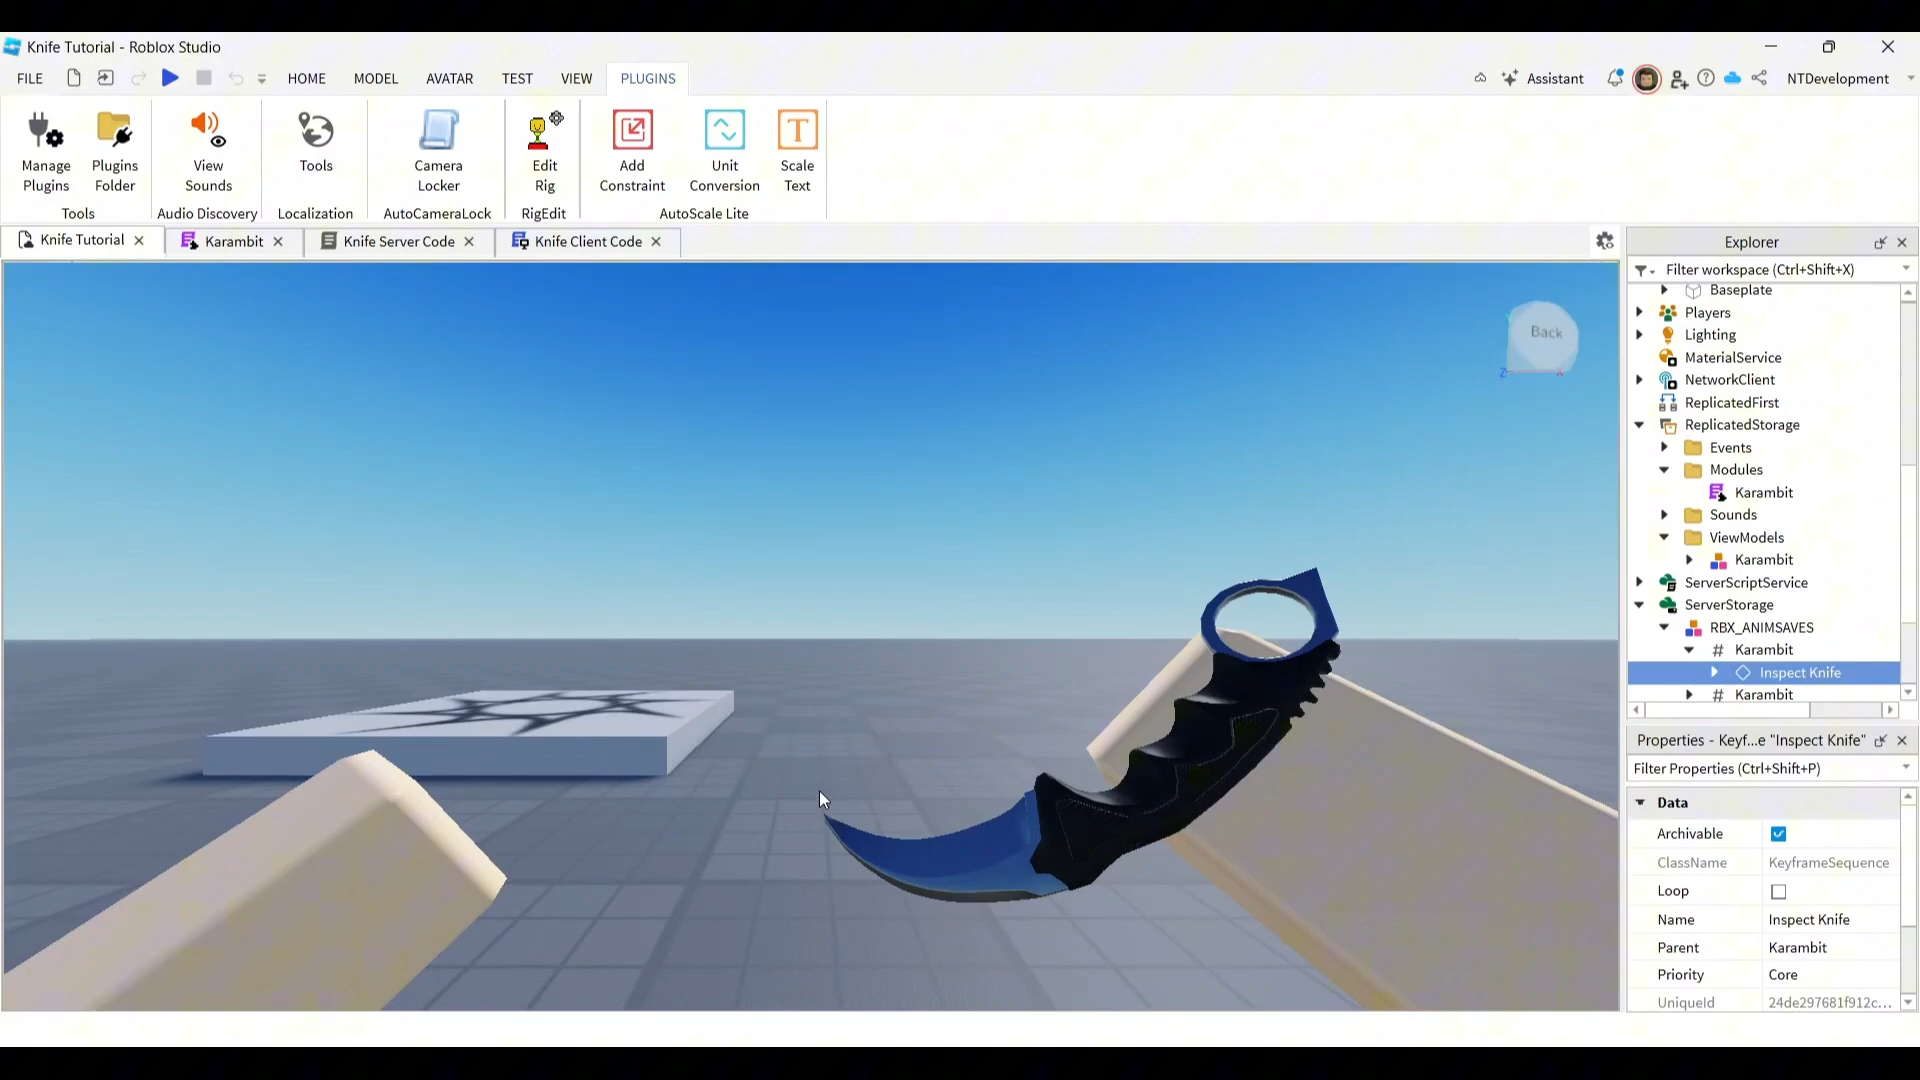 Knife Tutorial - Roblox Studio
FILE
HOME
MODEL
AVATAR
TEST
VIEW
PLUGINS
Assistant
NTDevelopment
Manage
Plugins
Plugins
Folder
Tools
View
Sounds
Audio Discovery
Tools
Localization
Camera
Locker
AutoCameraLock
Edit
Rig
RigEdit
Add
Constraint
Unit
Conversion
Scale
Text
AutoScale Lite
Knife Tutorial
Karambit
Knife Server Code
Knife Client Code
Back
Z
X
Explorer
Filter workspace (Ctrl+Shift+X)
Baseplate
Players
Lighting
MaterialService
NetworkClient
ReplicatedFirst
ReplicatedStorage
Events
Modules
Karambit
Sounds
ViewModels
Karambit
ServerScriptService
ServerStorage
RBX_ANIMSAVES
# Karambit
Inspect Knife
# Karambit
Properties - Keyf...e "Inspect Knife"
Filter Properties (Ctrl+Shift+P)
Data
Archivable
ClassName KeyframeSequence
Loop
Name Inspect Knife
Parent Karambit
Priority Core
UniqueId 24de297681f912c...